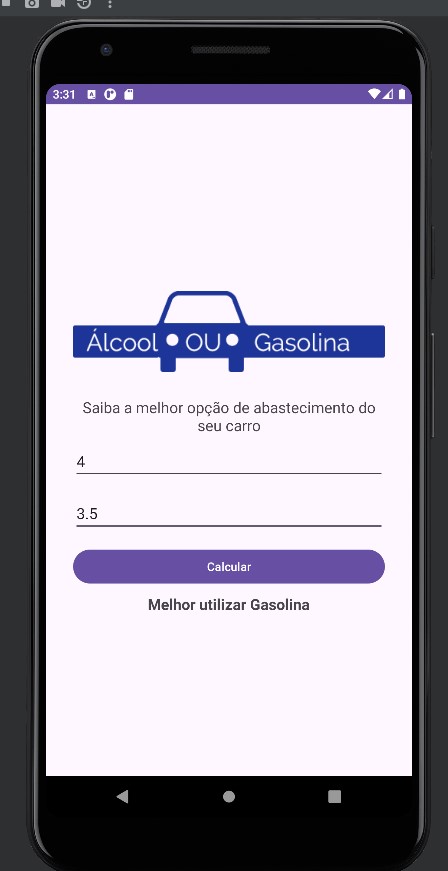 3:31
Álcool OU Gasolina
Saiba a melhor opção de abastecimento do
seu carro
4
3.5
Calcular
Melhor utilizar Gasolina